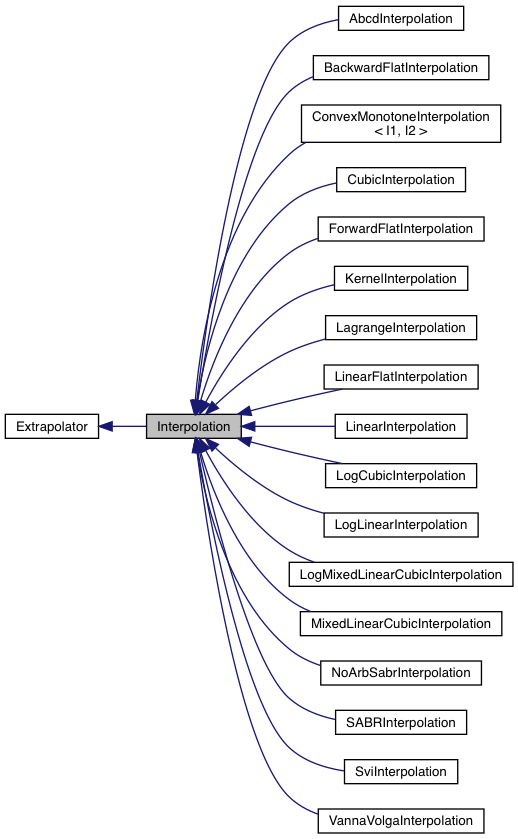 AbcdInterpolation
BackwardFlatInterpolation
ConvexMonotoneInterpolation
< I1, I2 >
CubicInterpolation
ForwardFlatInterpolation
KernelInterpolation
LagrangeInterpolation
LinearFlatInterpolation
Extrapolator
Interpolation
LinearInterpolation
LogCubicInterpolation
LogLinearInterpolation
LogMixedLinearCubicInterpolation
MixedLinearCubicInterpolation
NoArbSabrInterpolation
SABRInterpolation
SviInterpolation
VannaVolgaInterpolation